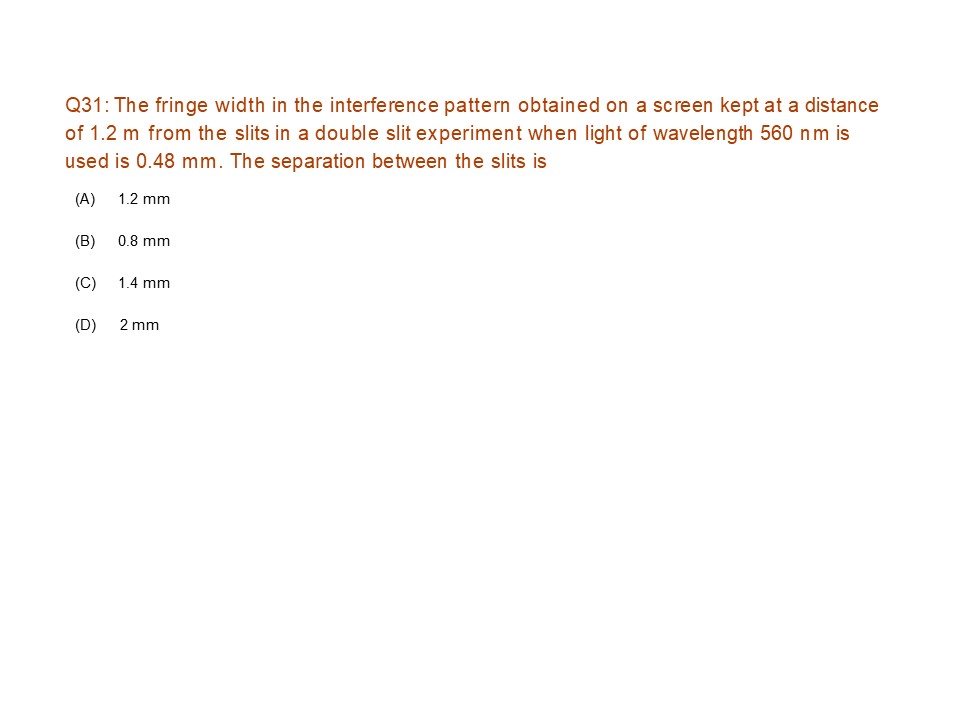 Q31: The fringe width in the interference pattern obtained on a screen kept at a distance
of 1.2 m from the slits in a double slit experiment when light of wavelength 560 nm is
used is 0.48 mm. The separation between the slits is
(A) 1.2 mm
(B) 0.8 mm
(C) 1.4 mm
(D) 2 mm